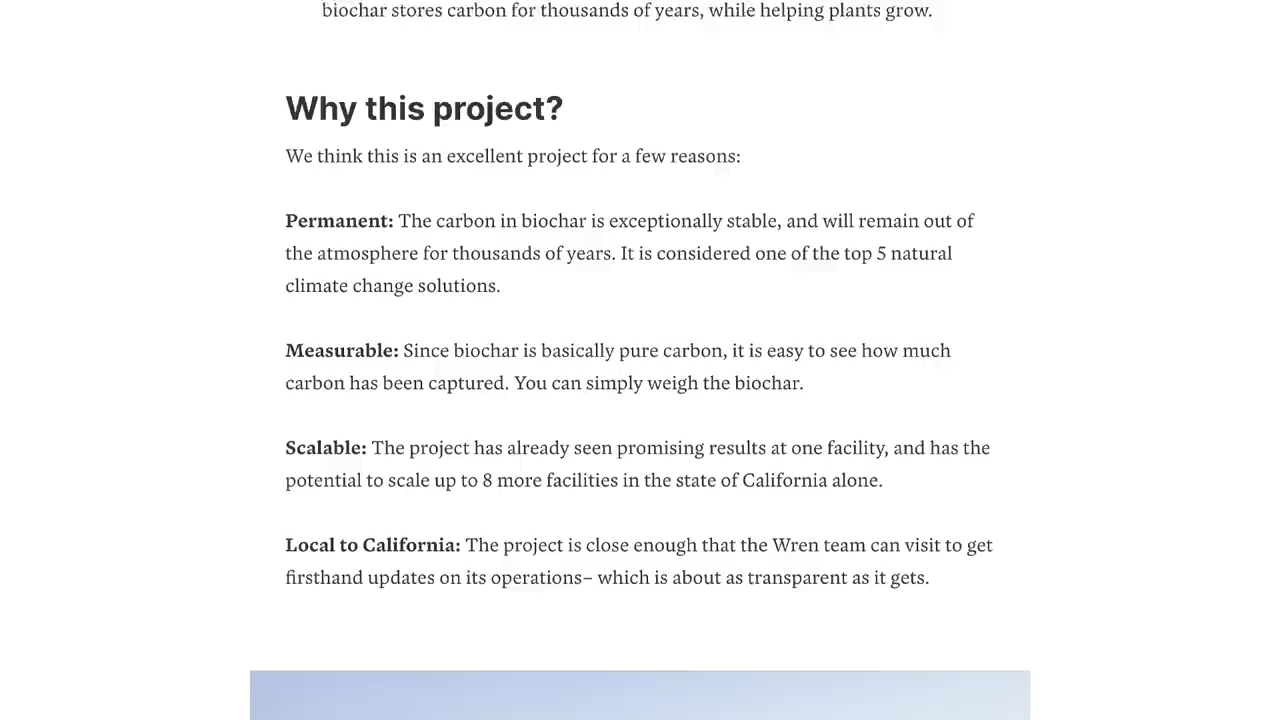 biochar stores carbon for thousands of years, while helping plants grow.
Why this project?
We think this is an excellent project for a few reasons:
Permanent: The carbon in biochar is exceptionally stable, and will remain out of
the atmosphere for thousands of years. It is considered one of the top 5 natural
climate change solutions.
Measurable: Since biochar is basically pure carbon, it is easy to see how much
carbon has been captured. You can simply weigh the biochar.
Scalable: The project has already seen promising results at one facility, and has the
potential to scale up to 8 more facilities in the state of California alone.
Local to California: The project is close enough that the Wren team can visit to get
firsthand updates on its operations– which is about as transparent as it gets.